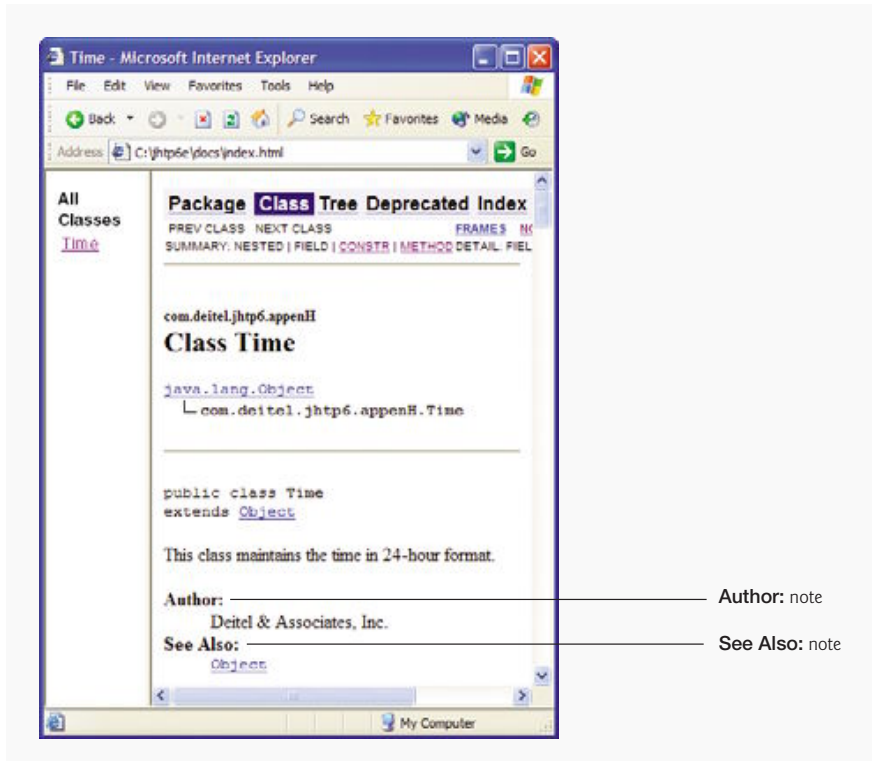 Time - Microsoft Internet Explorer
File Edit View Favorites Tools Help
Back Search Favorites Media
Address C:\jhtp6e\docs\index.html Go
All
Classes
Time
Package Class Tree Deprecated Index
PREV CLASS NEXT CLASS FRAMES
SUMMARY: NESTED | FIELD | CONSTR | METHOD DETAIL: FIEL
com.deitel.jhtp6.appenH
Class Time
java.lang.Object
com.deitel.jhtp6.appenH.Time
public class Time
extends Object
This class maintains the time in 24-hour format.
Author:
Author: note
Deitel & Associates, Inc.
See Also:
See Also: note
Object
My Computer